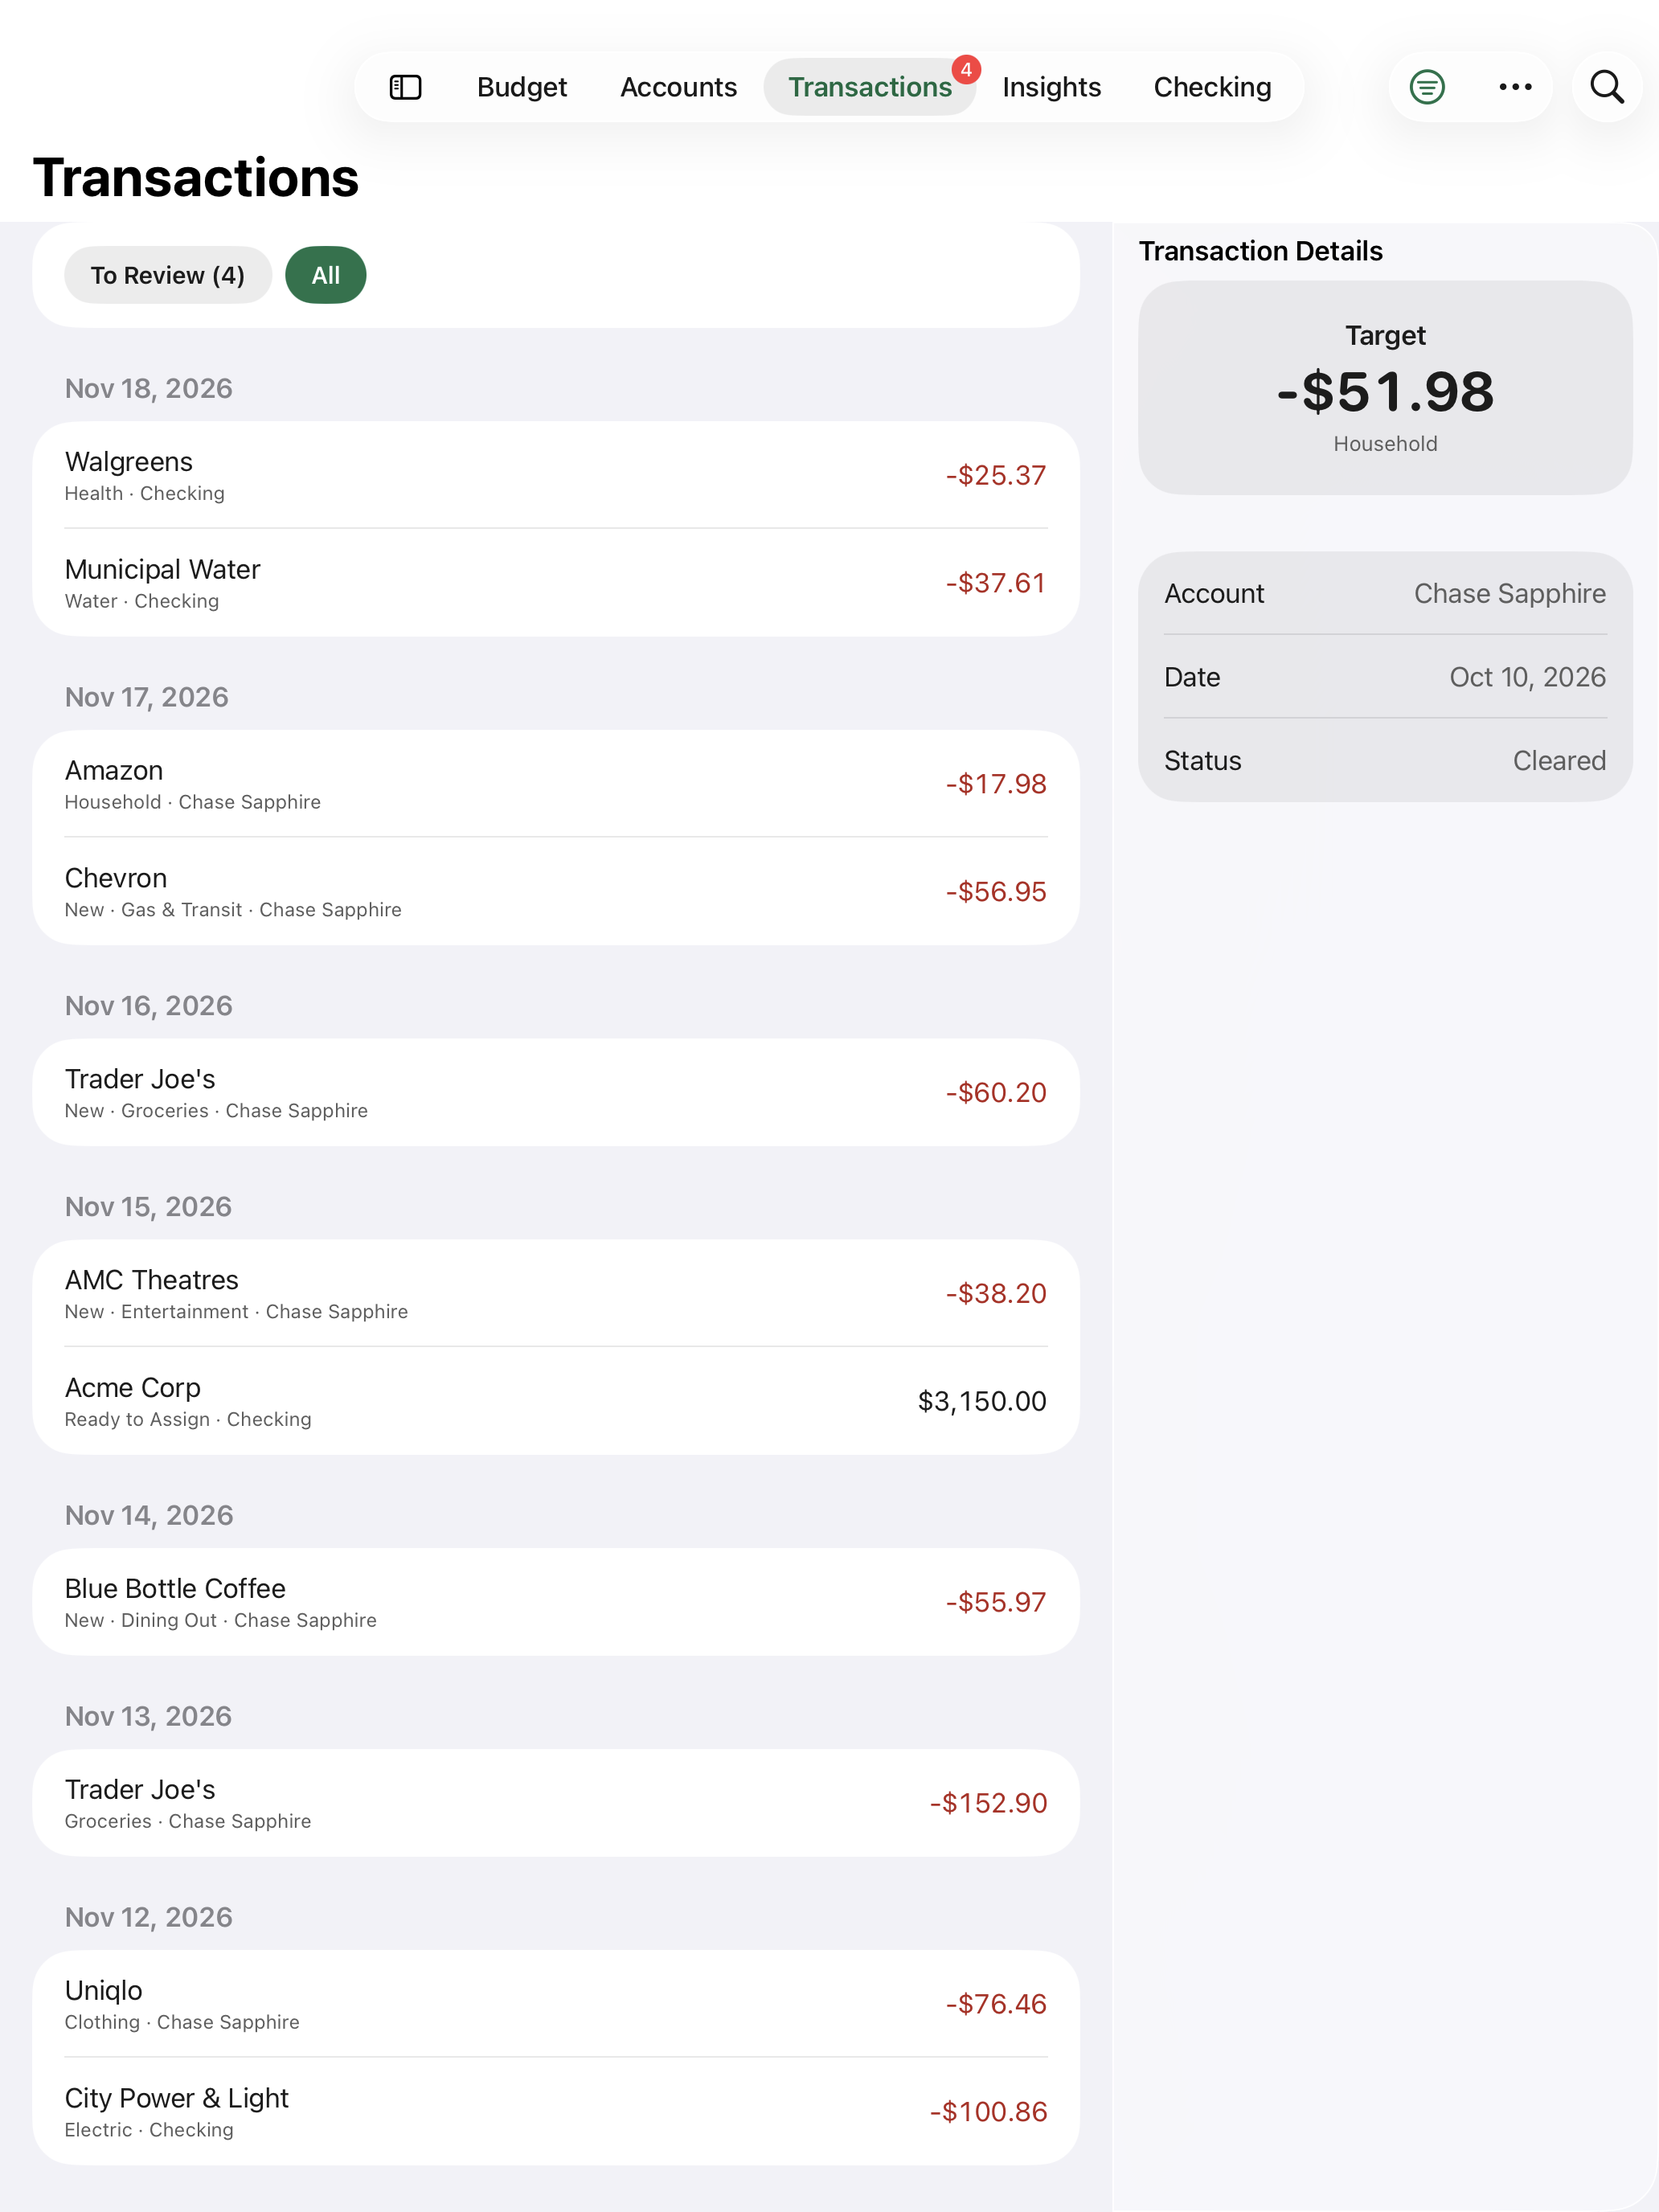 Budget
Accounts
Transactions
4
Insights
Checking
Transactions
To Review (4)
All
Nov 18, 2026
Walgreens
-$25.37
Health · Checking
Municipal Water
-$37.61
Water · Checking
Nov 17, 2026
Amazon
-$17.98
Household · Chase Sapphire
Chevron
-$56.95
New · Gas & Transit · Chase Sapphire
Nov 16, 2026
Trader Joe's
-$60.20
New · Groceries · Chase Sapphire
Nov 15, 2026
AMC Theatres
-$38.20
New · Entertainment · Chase Sapphire
Acme Corp
$3,150.00
Ready to Assign · Checking
Nov 14, 2026
Blue Bottle Coffee
-$55.97
New · Dining Out · Chase Sapphire
Nov 13, 2026
Trader Joe's
-$152.90
Groceries · Chase Sapphire
Nov 12, 2026
Uniqlo
-$76.46
Clothing · Chase Sapphire
City Power & Light
-$100.86
Electric · Checking
Transaction Details
Target
-$51.98
Household
Account
Chase Sapphire
Date
Oct 10, 2026
Status
Cleared